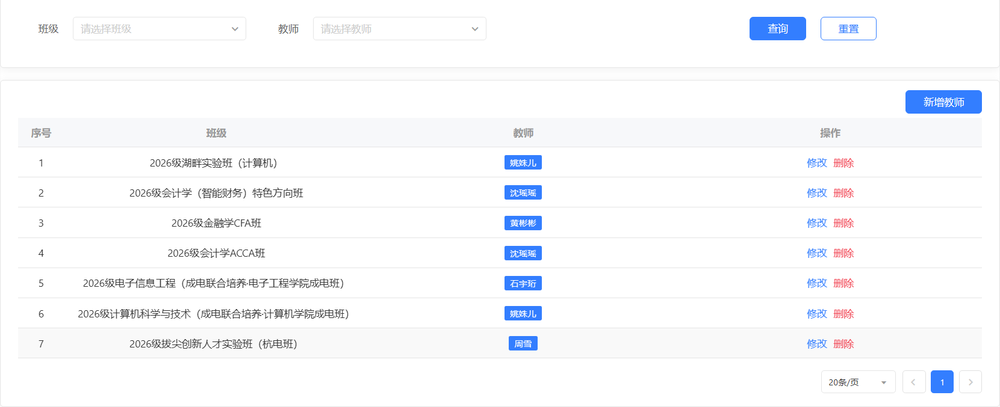 班级 请选择班级 教师 请选择教师 查询 重置
新增教师
序号 班级 教师 操作
1 2026级湖畔实验班（计算机） 姚姝儿 修改 删除
2 2026级会计学（智能财务）特色方向班 沈瑶瑶 修改 删除
3 2026级金融学CFA班 黄彬彬 修改 删除
4 2026级会计学ACCA班 沈瑶瑶 修改 删除
5 2026级电子信息工程（成电联合培养·电子工程学院成电班） 石宇珩 修改 删除
6 2026级计算机科学与技术（成电联合培养·计算机学院成电班） 姚姝儿 修改 删除
7 2026级拔尖创新人才实验班（杭电班） 周雪 修改 删除
20条/页 1